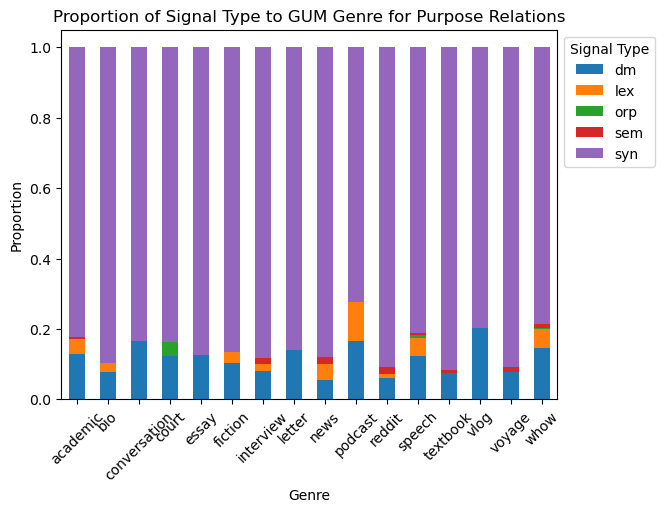 Proportion of Signal Type to GUM Genre for Purpose Relations
1.0
0.8
0.6
0.4
0.2
0.0
Proportion
academic
bio
conversation
court
essay
fiction
interview
letter
news
podcast
reddit
speech
textbook
vlog
voyage
whow
Genre
Signal Type
dm
lex
orp
sem
syn